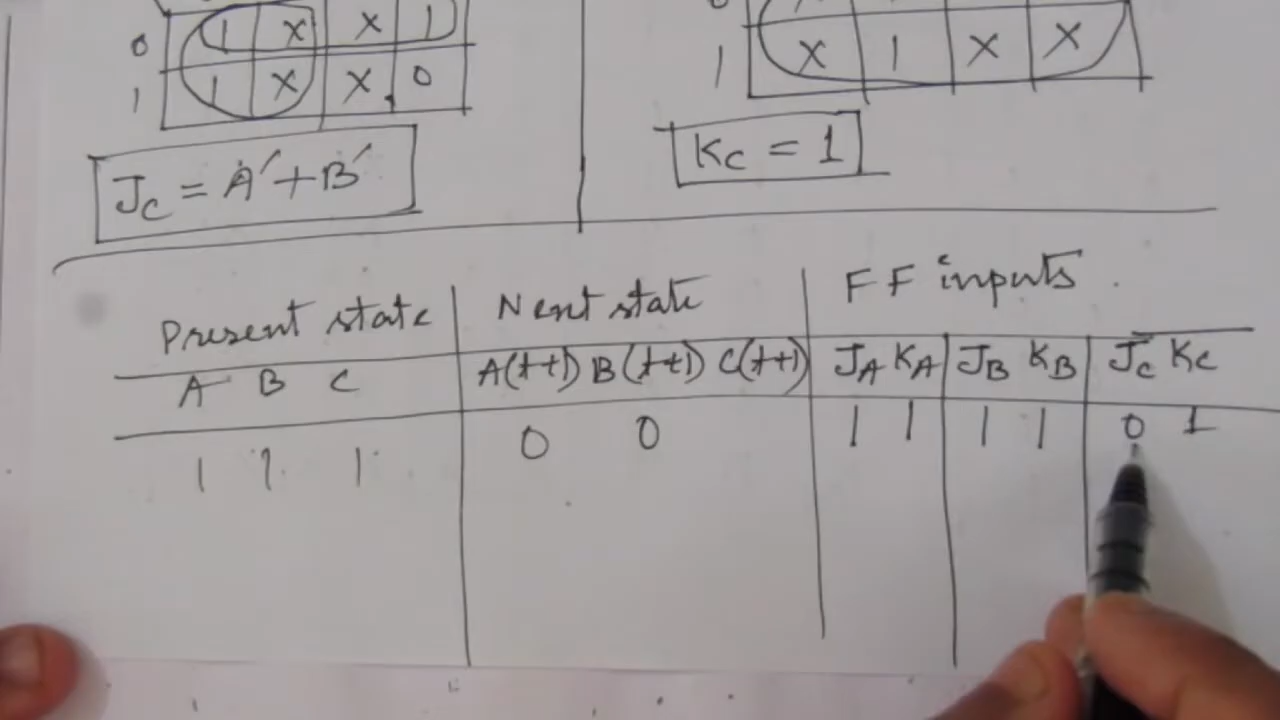 0 1 X X 1
1 1 X X 0
1 X 1 X X
J_C = A′ + B′
K_C = 1
Present state Next state FF inputs
A B C A(t+1) B(t+1) C(t+1) J_A K_A J_B K_B J_C K_C
1 1 1 0 0 1 1 1 1 0 1